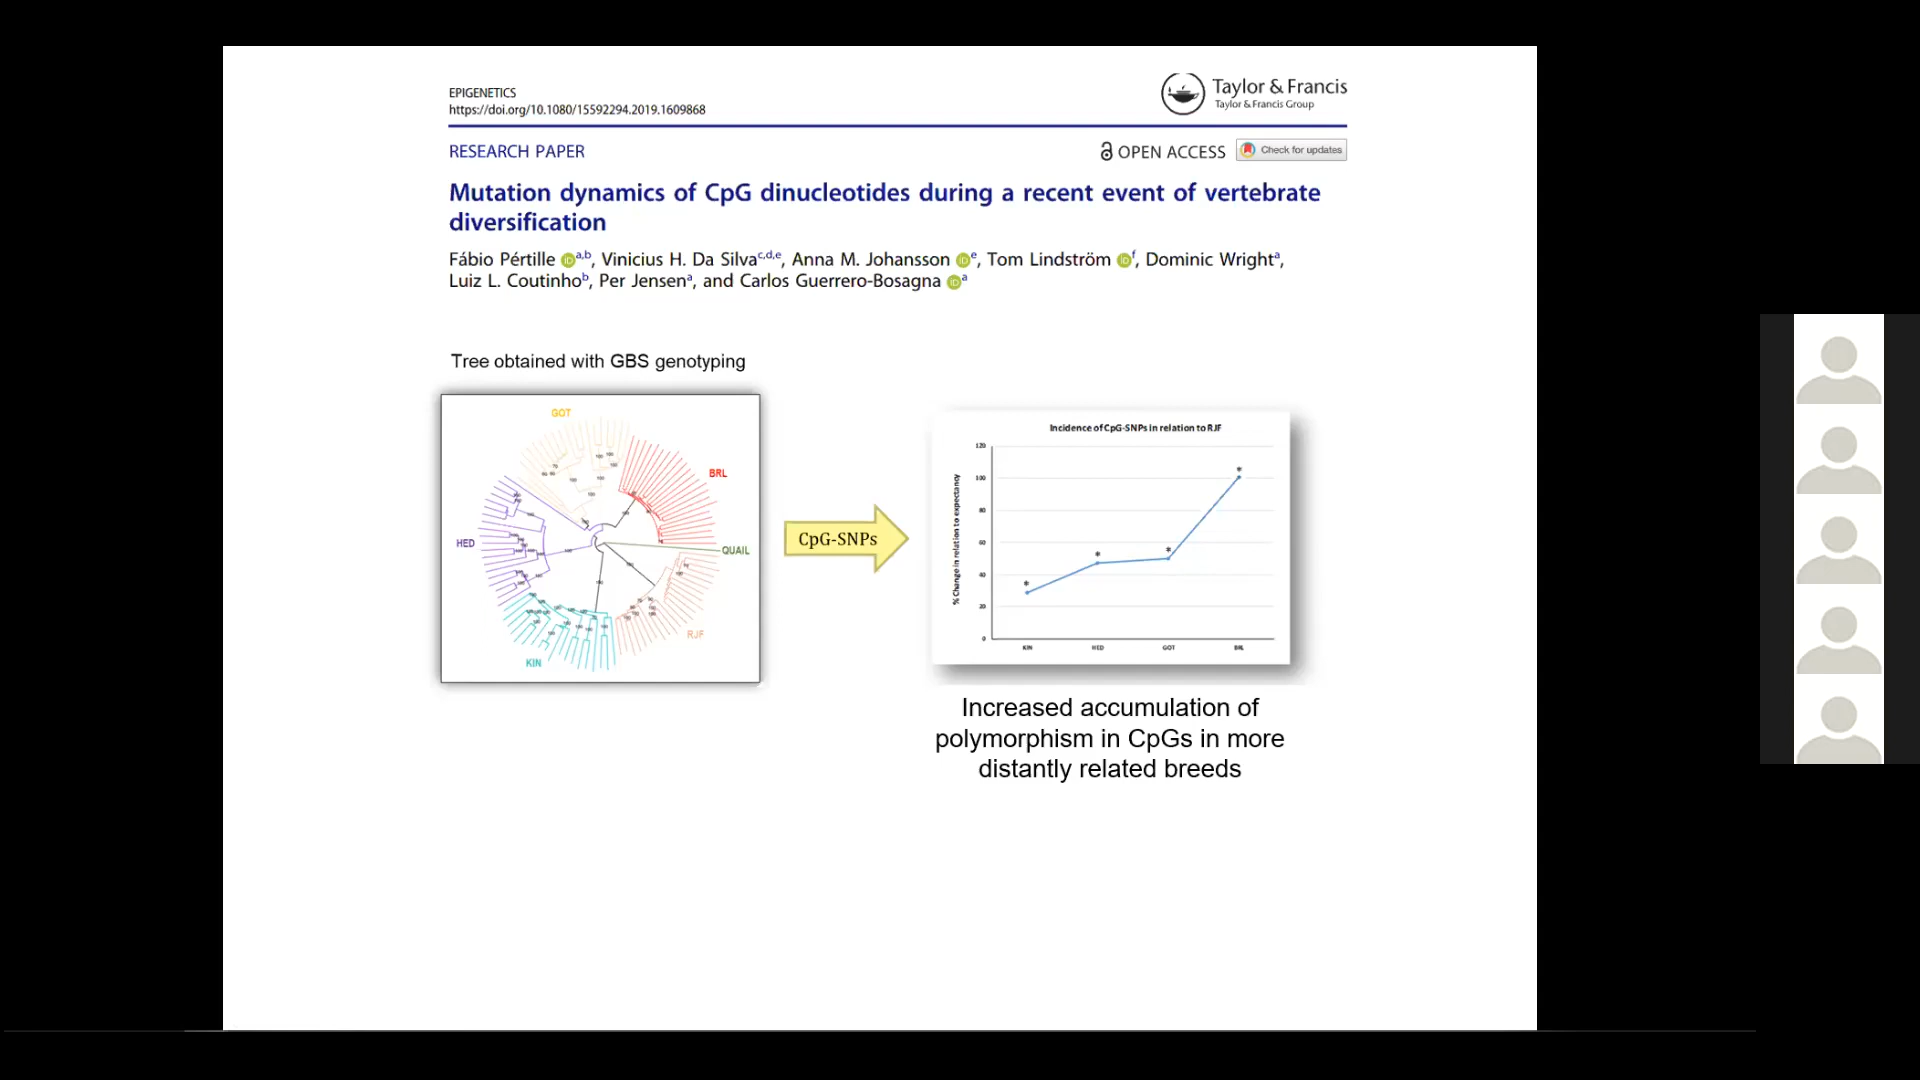 EPIGENETICS
https://doi.org/10.1080/15592294.2019.1609868
Taylor & Francis
Taylor & Francis Group
RESEARCH PAPER
OPEN ACCESS
Check for updates
Mutation dynamics of CpG dinucleotides during a recent event of vertebrate
diversification
Fábio Pértille iD a,b, Vinicius H. Da Silva c,d,e, Anna M. Johansson iD e, Tom Lindström iD f, Dominic Wright a,
Luiz L. Coutinho b, Per Jensen a, and Carlos Guerrero-Bosagna iD a
Tree obtained with GBS genotyping
GOT
BRL
HED
QUAIL
RJF
KIN
CpG-SNPs
Incidence of CpG-SNPs in relation to RJF
% Change in relation to expectancy
120
100
80
60
40
20
0
KIN HED GOT BRL
* * * *
Increased accumulation of
polymorphism in CpGs in more
distantly related breeds